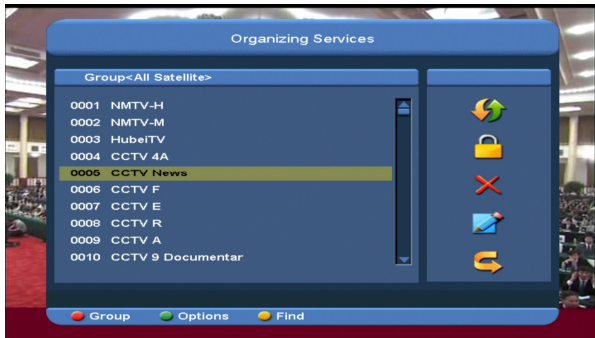 Organizing Services
Group<All Satellite>
0001 NMTV-H
0002 NMTV-M
0003 HubeiTV
0004 CCTV 4A
0005 CCTV News
0006 CCTV F
0007 CCTV E
0008 CCTV R
0009 CCTV A
0010 CCTV 9 Documentar
Group Options Find